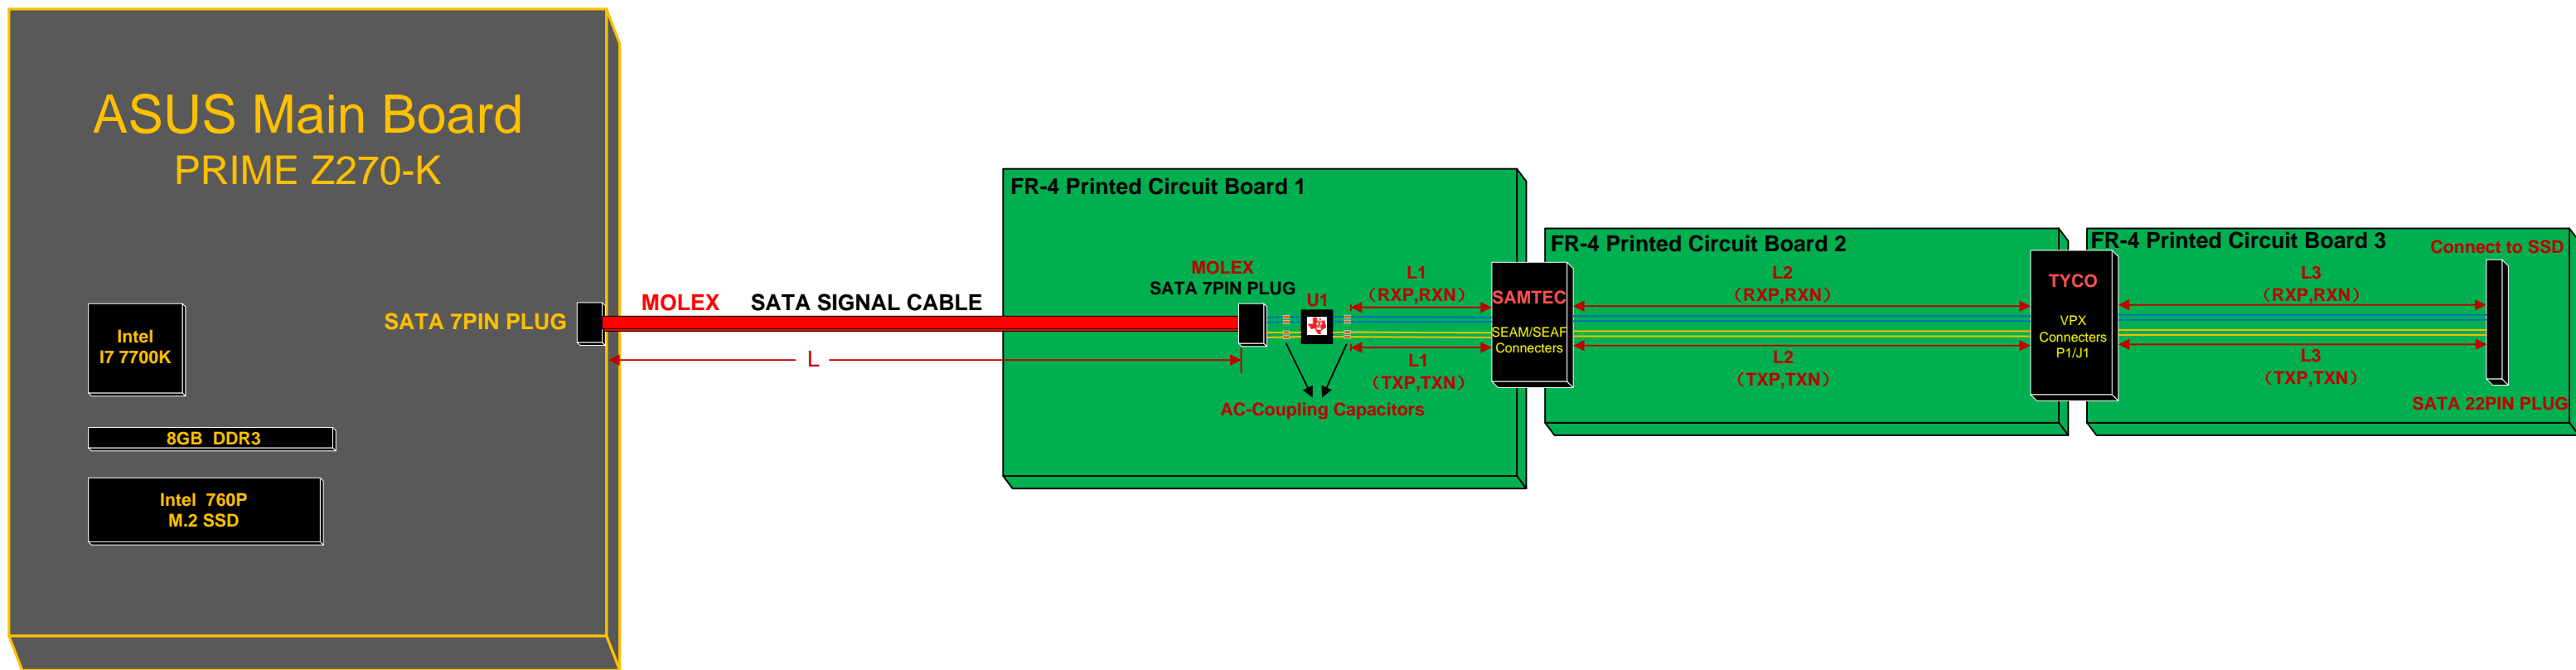 ASUS Main Board
PRIME Z270-K
Intel
I7 7700K
8GB  DDR3
Intel  760P
M.2 SSD
SATA 7PIN PLUG
MOLEX    SATA SIGNAL CABLE
L
FR-4 Printed Circuit Board 1
MOLEX
SATA 7PIN PLUG
U1
L1
（RXP,RXN）
L1
（TXP,TXN）
AC-Coupling Capacitors
SAMTEC
SEAM/SEAF
Connecters
FR-4 Printed Circuit Board 2
L2
（RXP,RXN）
L2
（TXP,TXN）
TYCO
VPX
Connecters
P1/J1
FR-4 Printed Circuit Board 3
Connect to SSD
L3
（RXP,RXN）
L3
（TXP,TXN）
SATA 22PIN PLUG